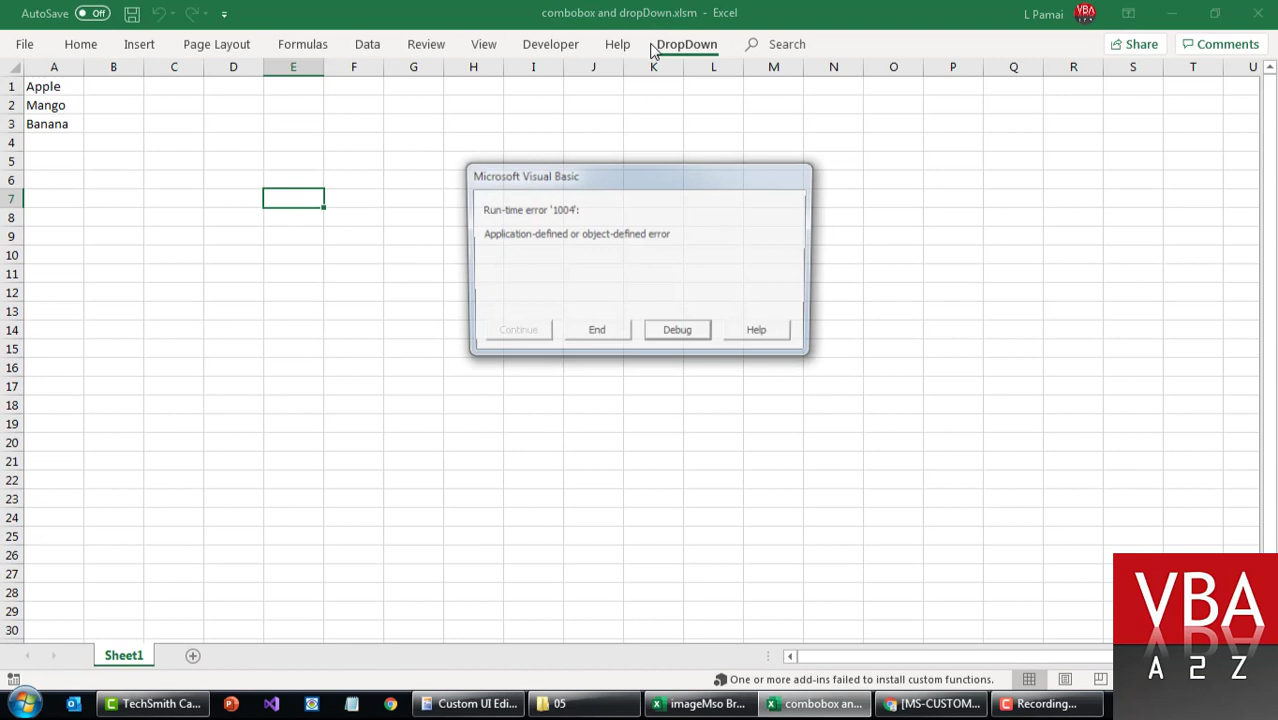 AutoSave Off combobox and dropDown.xlsm - Excel L Pamai VBA
File Home Insert Page Layout Formulas Data Review View Developer Help DropDown Search Share Comments
A B C D E F G H I J K L M N O P Q R S T U
1 Apple
2 Mango
3 Banana
4
5
6
7
8
9
10
11
12
13
14
15
16
17
18
19
20
21
22
23
24
25
26
27
28
29
30
Microsoft Visual Basic
Run-time error '1004':
Application-defined or object-defined error
Continue End Debug Help
Sheet1
One or more add-ins failed to install custom functions.
TechSmith Ca... Custom UI Edi... 05 imageMso Br... combobox an... [MS-CUSTOM... Recording...
VBA
A 2 Z